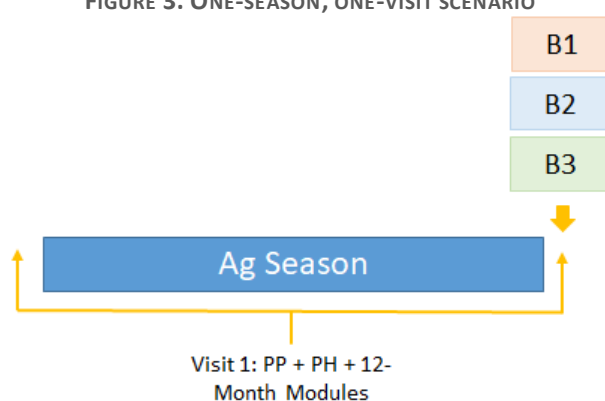 FIGURE 3. ONE-SEASON, ONE-VISIT SCENARIO
B1
B2
B3
Ag Season
Visit 1: PP + PH + 12-
Month Modules